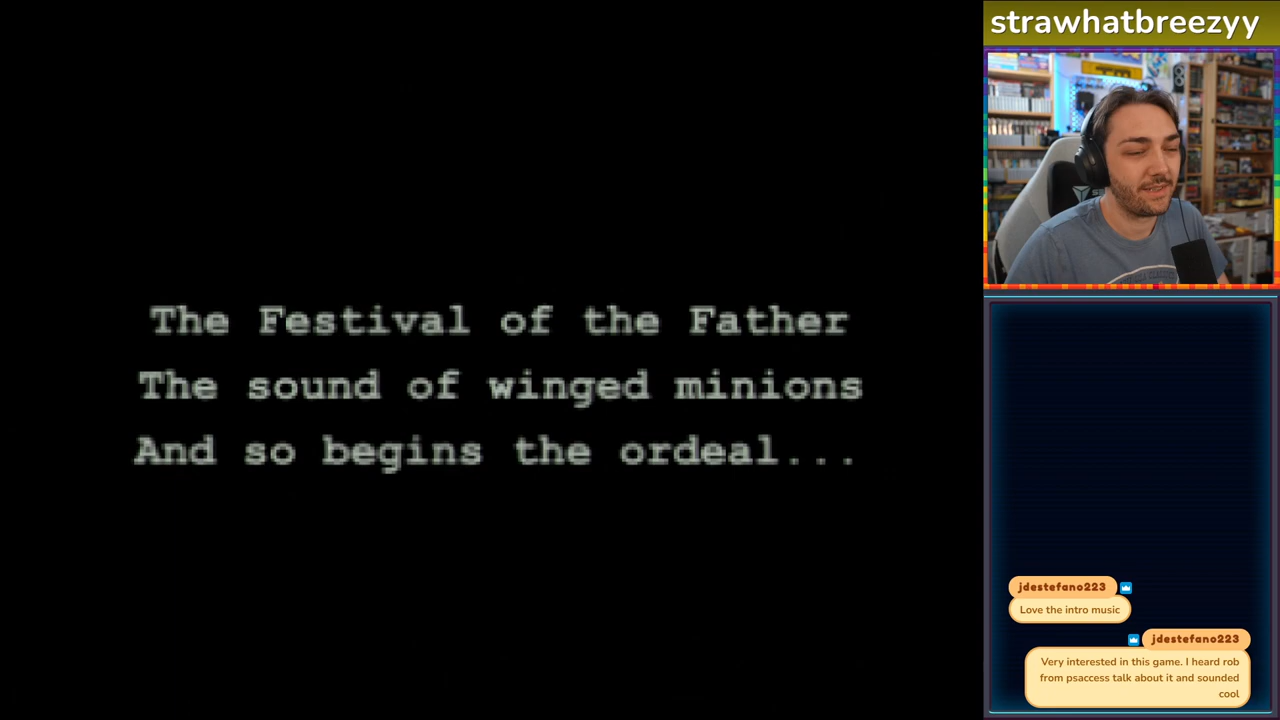 strawhatbreezyy
The Festival of the Father
The sound of winged minions
And so begins the ordeal...
jdestefano223
Love the intro music
jdestefano223
Very interested in this game. I heard rob
from psaccess talk about it and sounded
cool